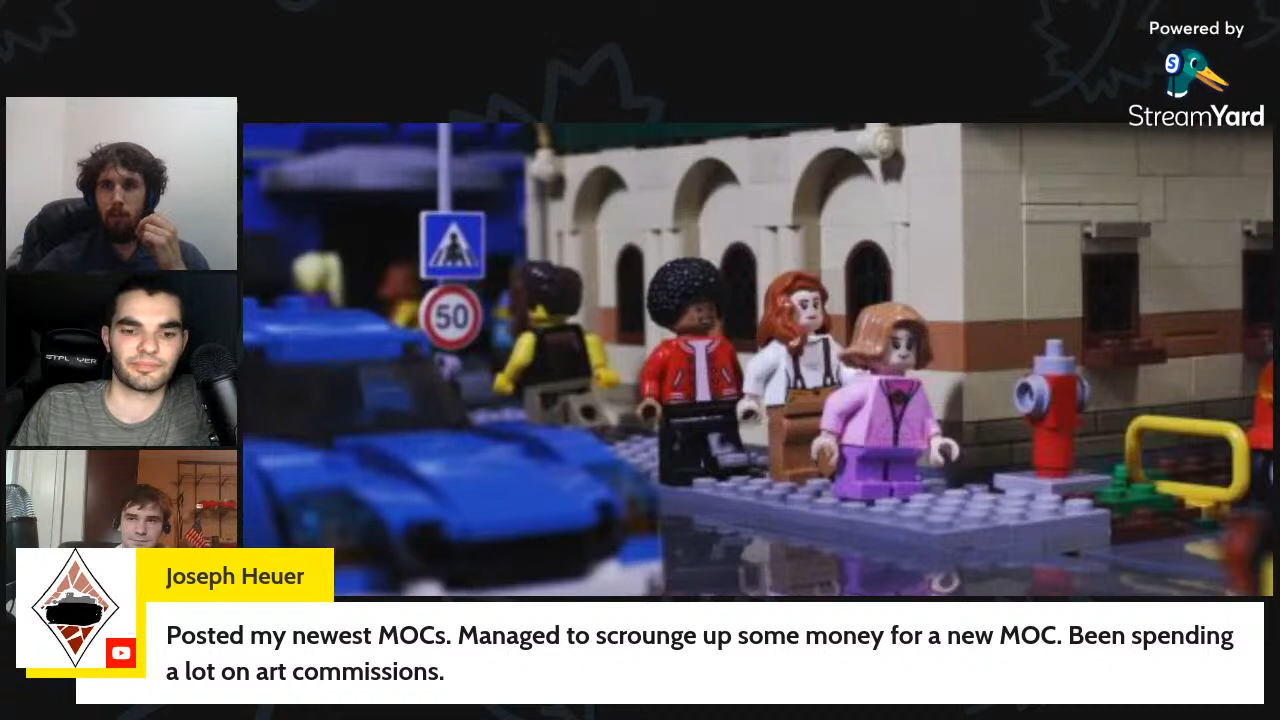 Powered by
StreamYard
50
Joseph Heuer
Posted my newest MOCs. Managed to scrounge up some money for a new MOC. Been spending
a lot on art commissions.